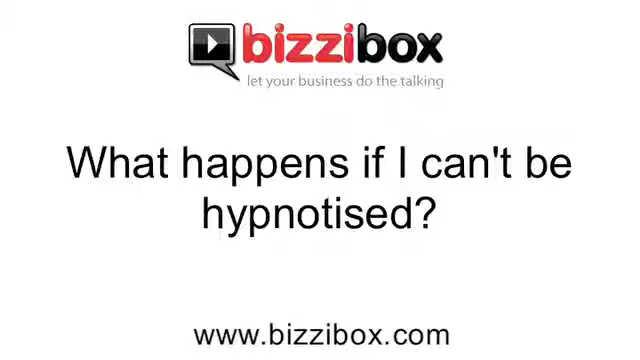 bizzibox
let your business do the talking
What happens if I can't be
hypnotised?
www.bizzibox.com